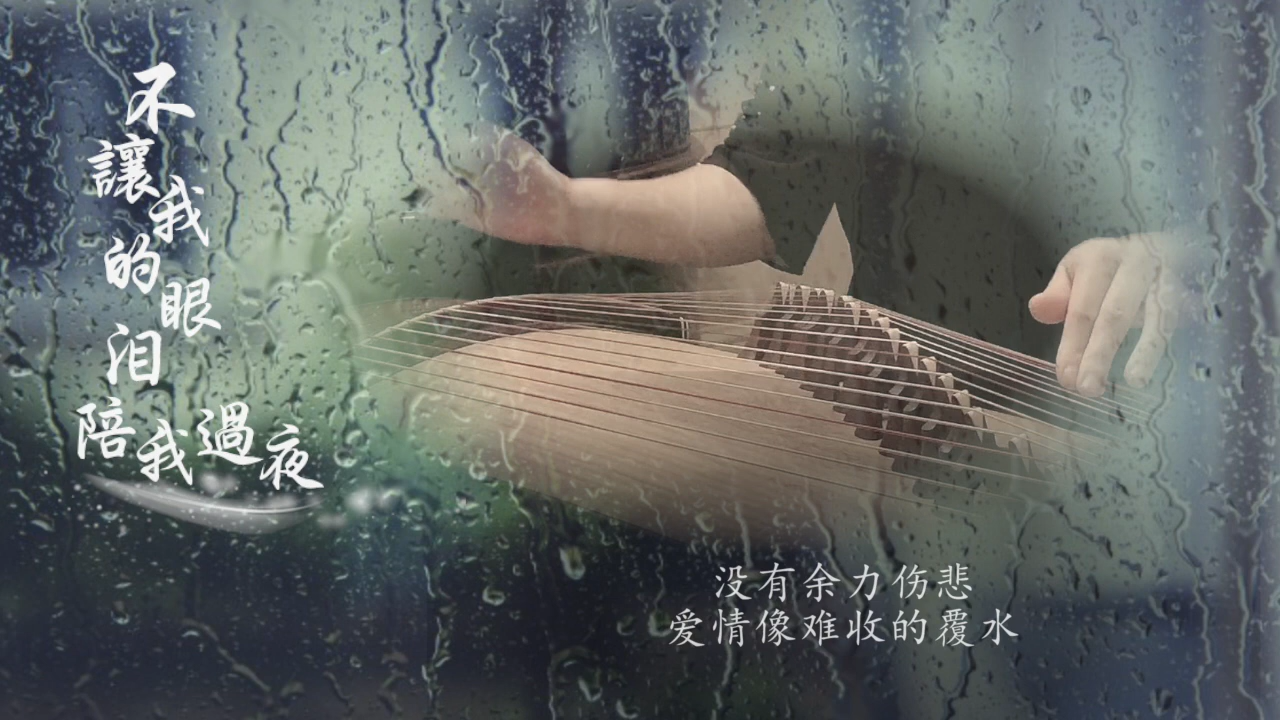 不讓我的眼泪
陪我過夜
没有余力伤悲
爱情像难收的覆水